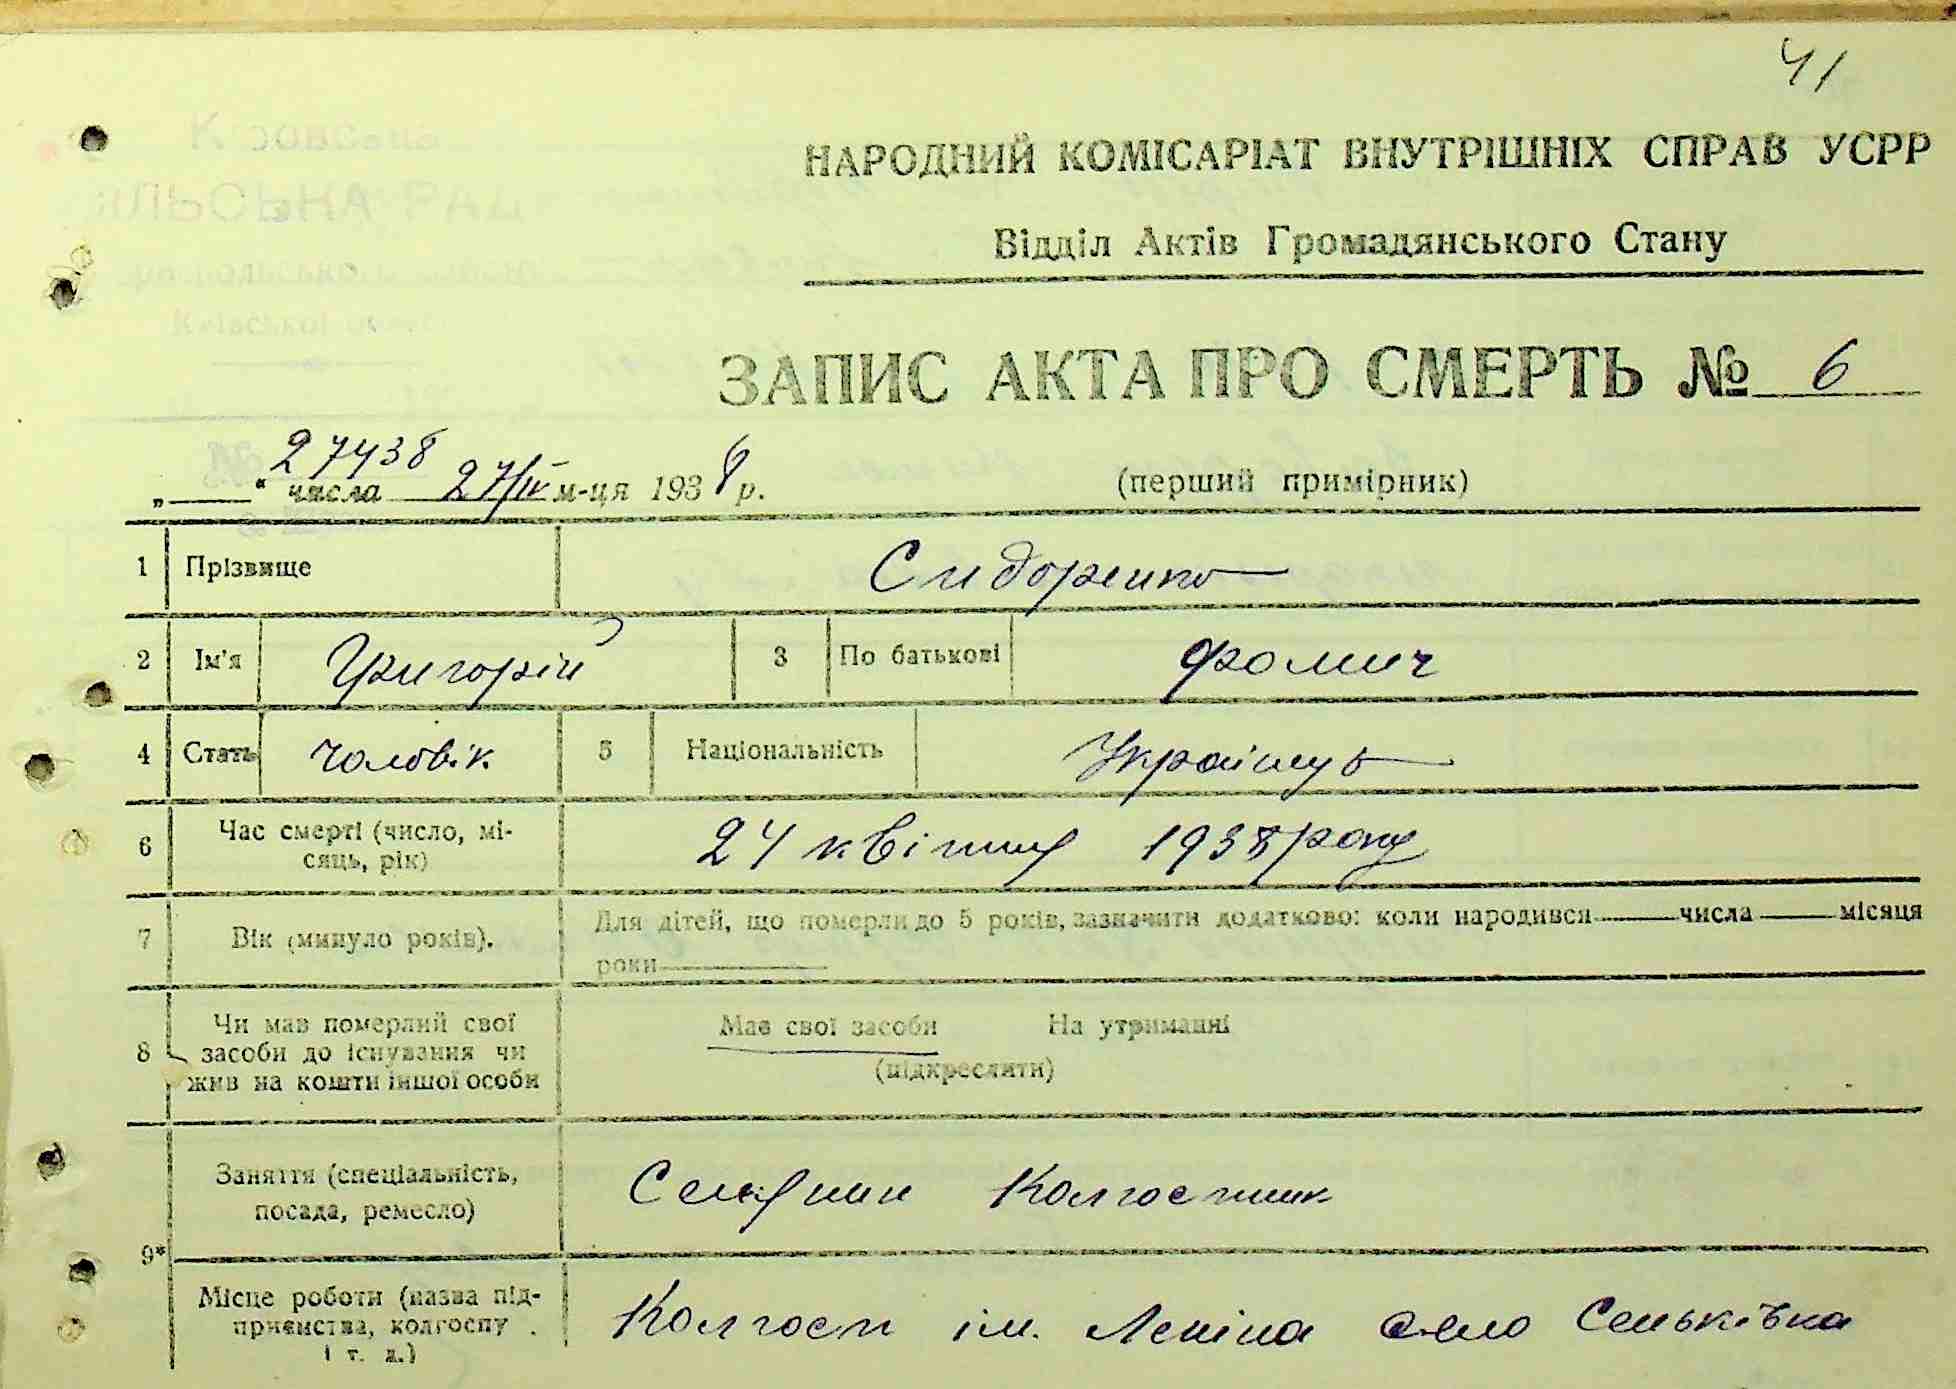 41
НАРОДНИЙ КОМІСАРІАТ ВНУТРІШНІХ СПРАВ УСРР
Відділ Актів Громадянського Стану
ЗАПИС АКТА ПРО СМЕРТЬ № 6
27438
„ “ числа 27/IV м-ця 1938 р. (перший примірник)
1 Прізвище Сидоренко
2 Ім'я Григорій 3 По батькові Фомич
4 Стать Чоловік 5 Національність Українець
6 Час смерті (число, мі-
сяць, рік) 24 квітня 1938 року
7 Вік (минуло років). Для дітей, що померли до 5 років, зазначити додатково: коли народився числа місяця
роки
8 Чи мав померлий свої
засоби до існування чи
жив на кошти іншої особи Має свої засоби На утриманні
(підкреслити)
Заняття (спеціальність,
посада, ремесло) Селянин Колгоспник
9*
Місце роботи (назва під-
приємства, колгоспу
і т. д.) Колгосп ім. Леніна село Сеньківка